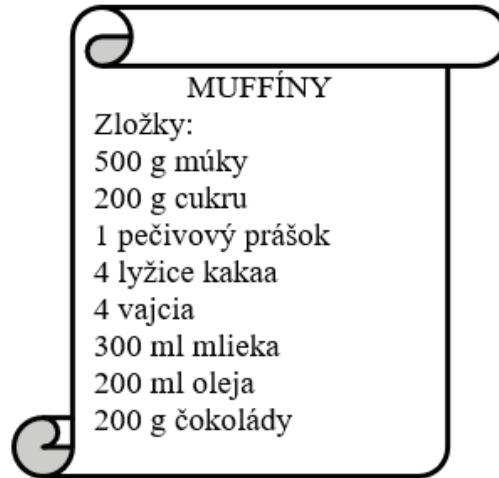 MUFFÍNY
Zložky:
500 g múky
200 g cukru
1 pečivový prášok
4 lyžice kakaa
4 vajcia
300 ml mlieka
200 ml oleja
200 g čokolády